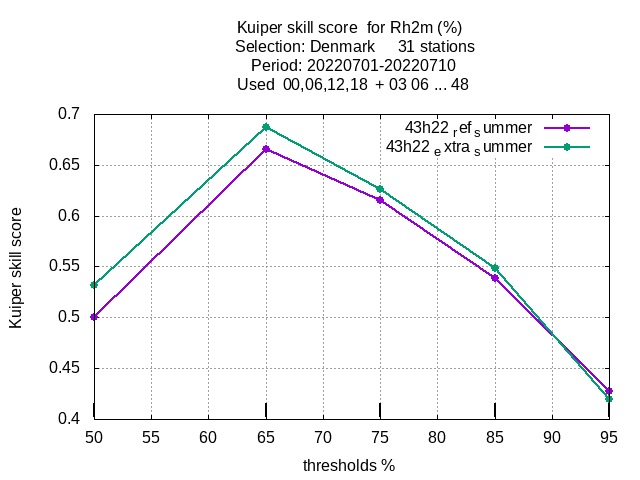 Kuiper skill score  for Rh2m (%)
Selection: Denmark     31 stations
Period: 20220701-20220710
Used  00,06,12,18  + 03 06 ... 48
0.7
43h22 ref summer
43h22 extra summer
0.65
0.6
0.55
0.5
0.45
0.4
Kuiper skill score
50 55 60 65 70 75 80 85 90 95
thresholds %